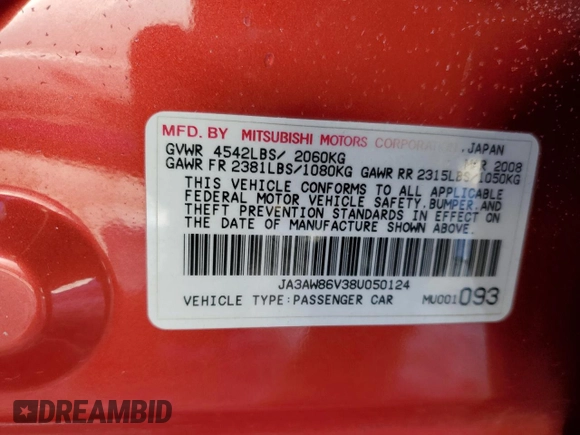 MFD. BY MITSUBISHI MOTORS CORPORATION, JAPAN
GVWR 4542LBS/ 2060KG 2008
GAWR FR 2381LBS/1080KG GAWR RR 2315LBS/1050KG
THIS VEHICLE CONFORMS TO ALL APPLICABLE
FEDERAL MOTOR VEHICLE SAFETY, BUMPER, AND
THEFT PREVENTION STANDARDS IN EFFECT ON
THE DATE OF MANUFACTURE SHOWN ABOVE.
JA3AW86V38U050124
VEHICLE TYPE:PASSENGER CAR MU001093
DREAMBID